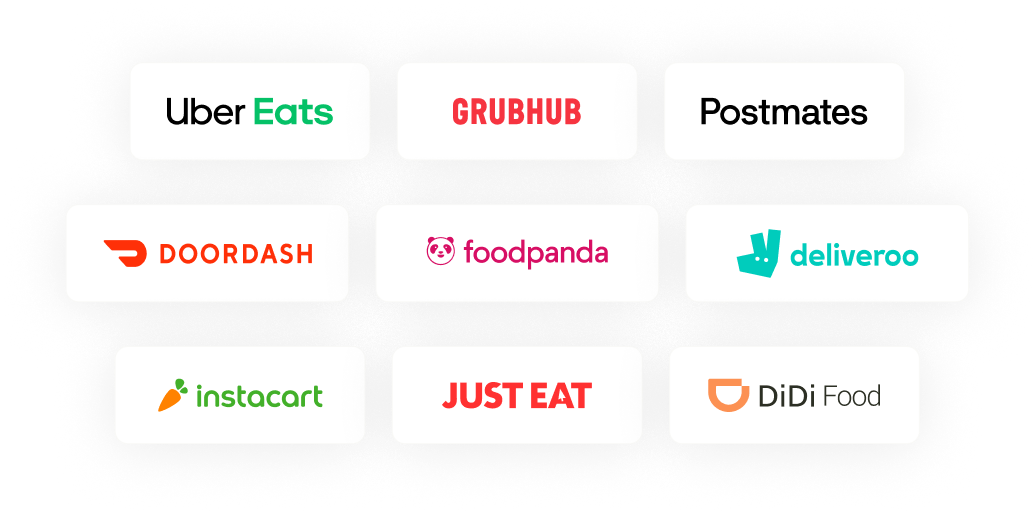 Uber Eats
GRUBHUB
Postmates
DOORDASH
foodpanda
deliveroo
instacart
JUST EAT
DiDi Food